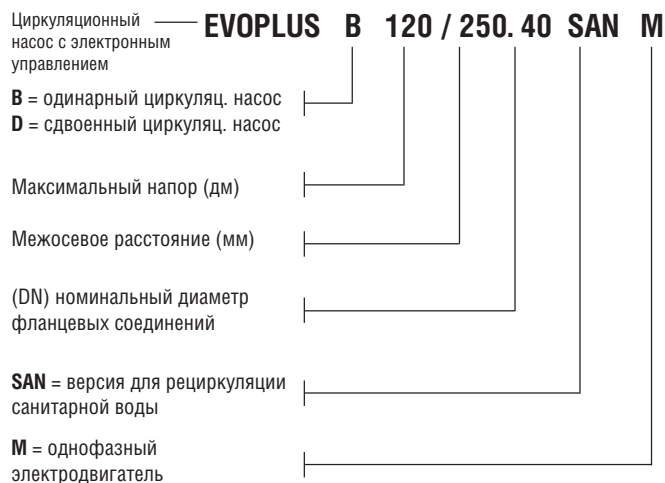 Циркуляционный
насос с электронным
управлением
EVOPLUS B 120 / 250. 40 SAN M
B = одинарный циркуляц. насос
D = сдвоенный циркуляц. насос
Максимальный напор (дм)
Межосевое расстояние (мм)
(DN) номинальный диаметр
фланцевых соединений
SAN = версия для рециркуляции
санитарной воды
M = однофазный
электродвигатель